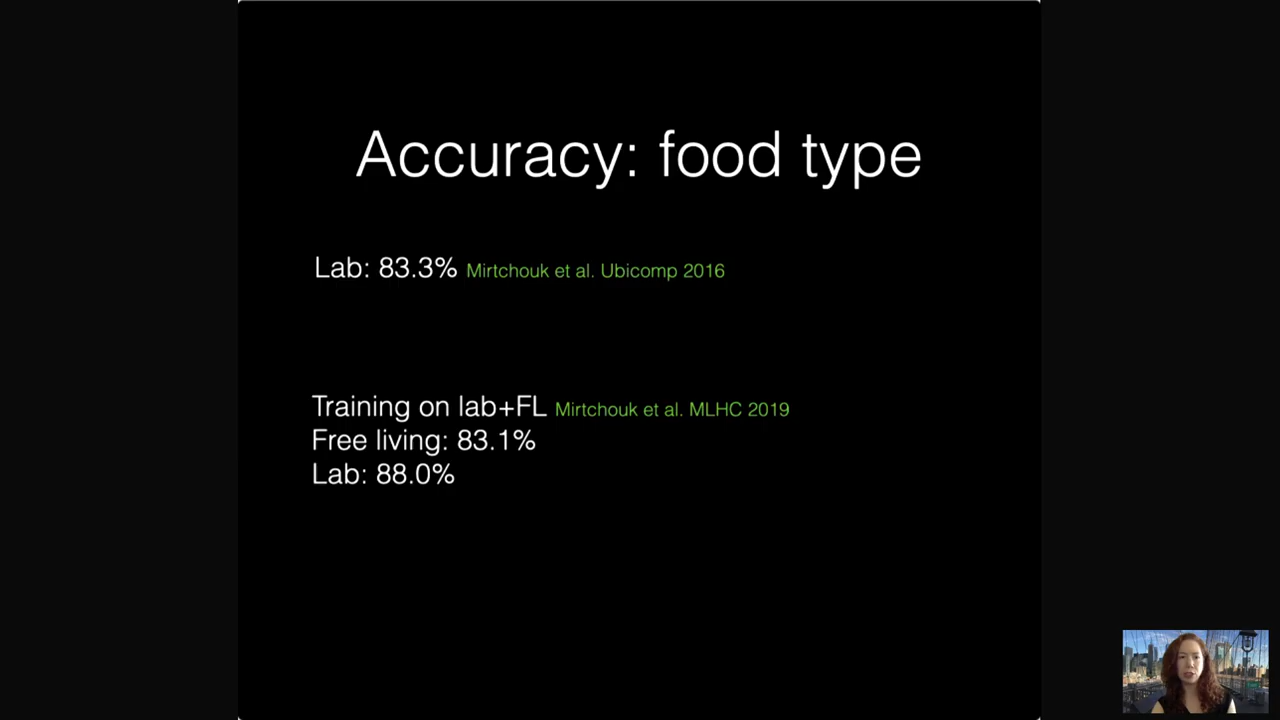 Accuracy: food type
Lab: 83.3% Mirtchouk et al. Ubicomp 2016
Training on lab+FL Mirtchouk et al. MLHC 2019
Free living: 83.1%
Lab: 88.0%